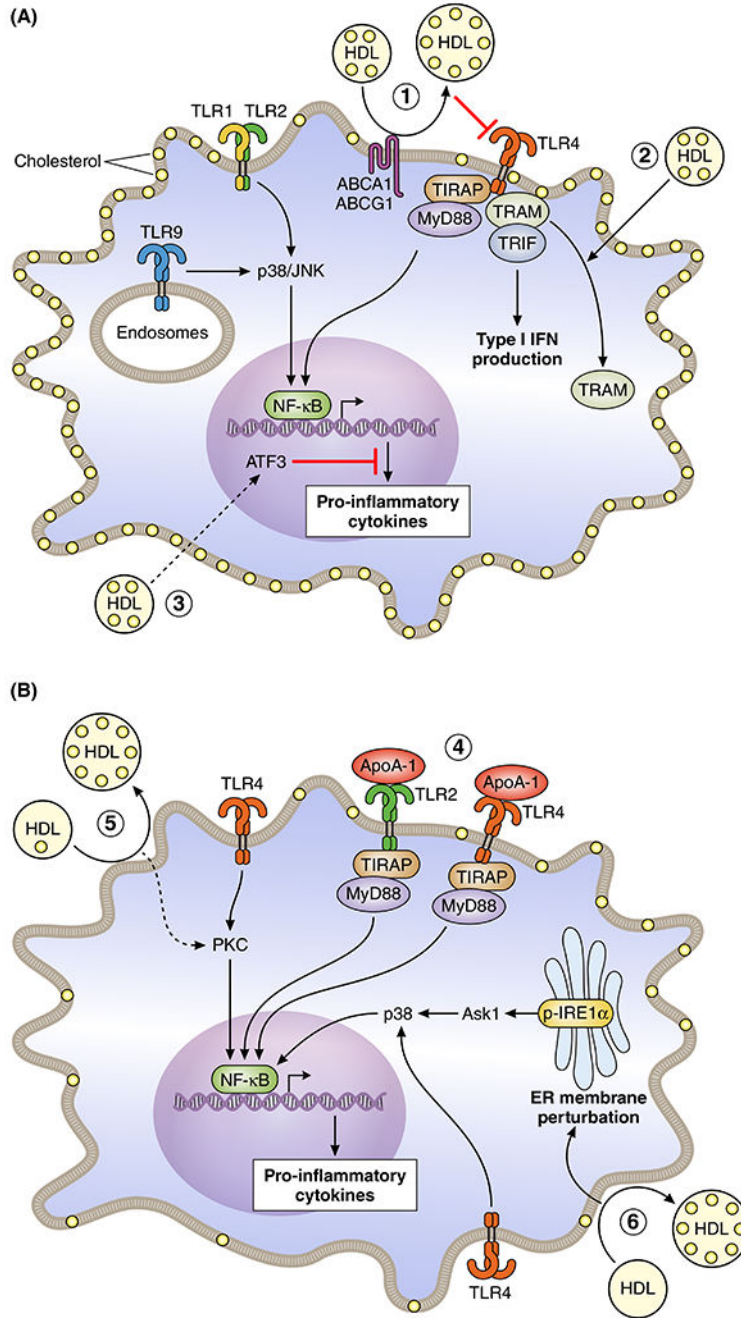 (A)
HDL
HDL
1
TLR1 TLR2
TLR4
Cholesterol
2
HDL
ABCA1
ABCG1
TIRAP
MyD88
TRAM
TRIF
TLR9
p38/JNK
Endosomes
Type I IFN
production
TRAM
NF-κB
ATF3
Pro-inflammatory
cytokines
HDL
3
(B)
HDL
4
ApoA-1
ApoA-1
TLR4
TLR2
TLR4
HDL
5
TIRAP
TIRAP
MyD88
MyD88
PKC
p38
Ask1
p-IRE1α
NF-κB
ER membrane
perturbation
Pro-inflammatory
cytokines
6
HDL
TLR4
HDL